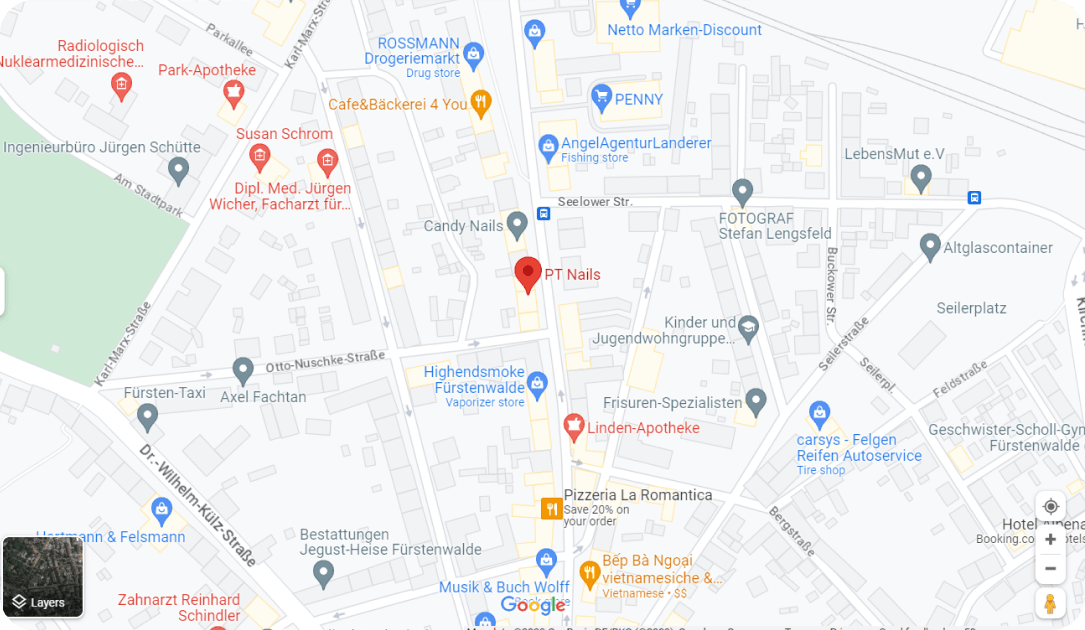 Parkallee
Karl-Marx-Straße
Netto Marken-Discount
Radiologisch
Nuklearmedizinische...
ROSSMANN
Drogeriemarkt
Drug store
Park-Apotheke
Cafe&Bäckerei 4 You
PENNY
Susan Schrom
Ingenieurbüro Jürgen Schütte
AngelAgenturLanderer
Fishing store
LebensMut e.V
Am Stadtpark
Dipl. Med. Jürgen
Wicher, Facharzt für...
Seelower Str.
Candy Nails
FOTOGRAF
Stefan Lengsfeld
Altglascontainer
PT Nails
Buckower Str.
Seilerplatz
Karl-Marx-Straße
Kinder und
Jugendwohngruppe...
Seilerstraße
Otto-Nuschke-Straße
Seilerpl.
Feldstraße
Highendsmoke
Fürstenwalde
Vaporizer store
Fürsten-Taxi
Axel Fachtan
Frisuren-Spezialisten
Linden-Apotheke
carsys - Felgen
Reifen Autoservice
Tire shop
Geschwister-Scholl-Gyn
Fürstenwalde
Dr.-Wilhelm-Külz-Straße
Pizzeria La Romantica
Save 20% on
your order
Bergstraße
Hartmann & Felsmann
Bestattungen
Jegust-Heise Fürstenwalde
Bếp Bà Ngoại
vietnamesiche &...
Vietnamese • $$
Musik & Buch Wolff
Book store
Layers
Google
Zahnarzt Reinhard
Schindler